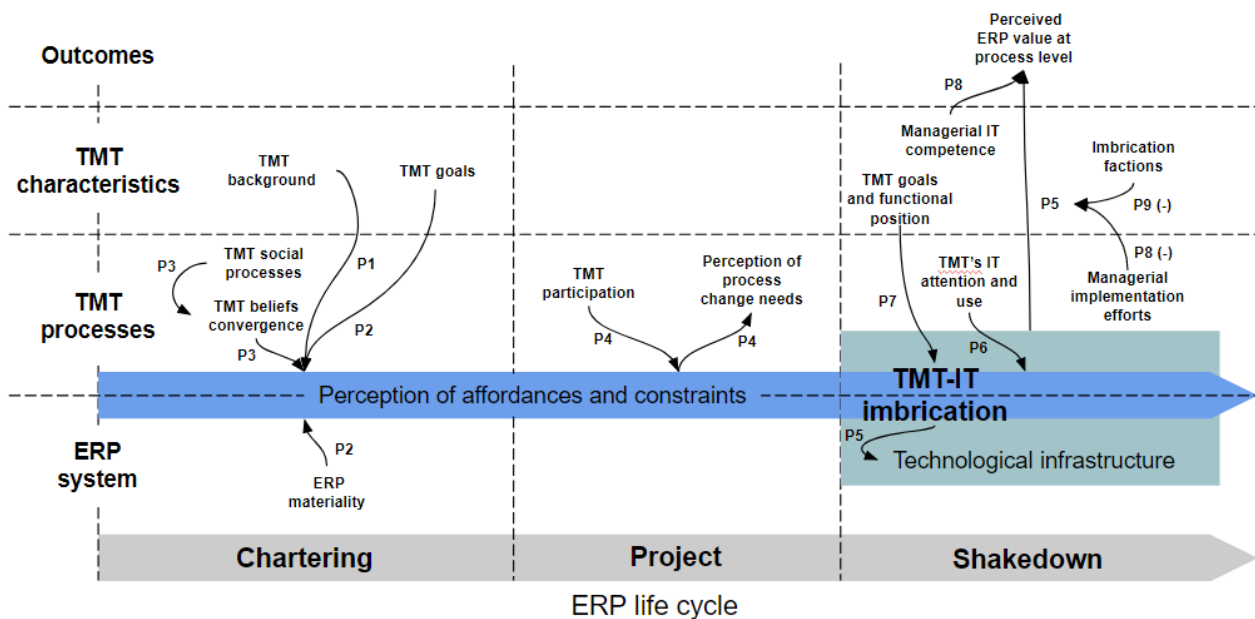 Outcomes
Perceived
ERP value at
process level
P8
TMT
characteristics
TMT
background
TMT goals
Managerial IT
competence
Imbrication
factions
TMT goals
and functional
position
P5
P9 (-)
P3
TMT social
processes
P1
TMT
processes
TMT beliefs
convergence
P3
P2
TMT
participation
Perception of
process
change needs
P4
P4
TMT's IT
attention and
use
P8 (-)
Managerial
implementation
efforts
P7
P6
Perception of affordances and constraints
TMT-IT
imbrication
ERP
system
P2
ERP
materiality
P5
Technological infrastructure
Chartering
Project
Shakedown
ERP life cycle